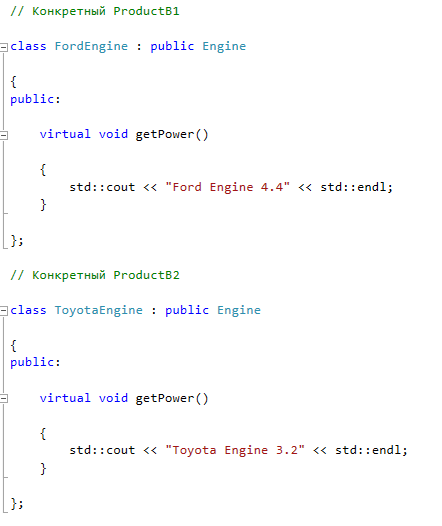 // Конкретный ProductB1
class FordEngine : public Engine
{
public:
virtual void getPower()
{
std::cout << "Ford Engine 4.4" << std::endl;
}
};
// Конкретный ProductB2
class ToyotaEngine : public Engine
{
public:
virtual void getPower()
{
std::cout << "Toyota Engine 3.2" << std::endl;
}
};